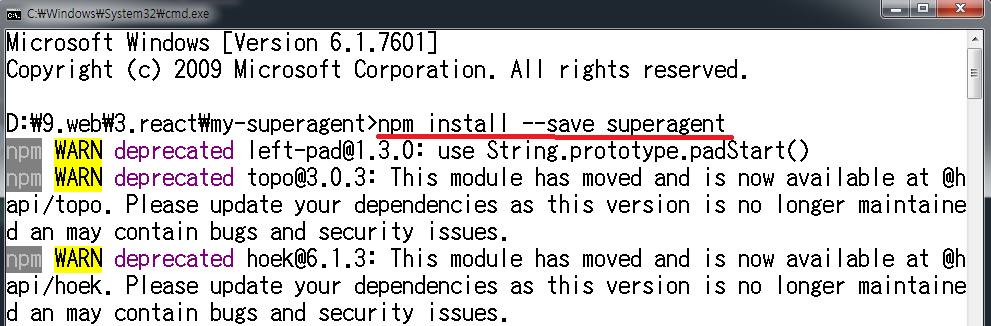 C:₩Windows₩System32₩cmd.exe
Microsoft Windows [Version 6.1.7601]
Copyright (c) 2009 Microsoft Corporation. All rights reserved.
D:₩9.web₩3.react₩my-superagent>npm install --save superagent
npm WARN deprecated left-pad@1.3.0: use String.prototype.padStart()
npm WARN deprecated topo@3.0.3: This module has moved and is now available at @h
api/topo. Please update your dependencies as this version is no longer maintaine
d an may contain bugs and security issues.
npm WARN deprecated hoek@6.1.3: This module has moved and is now available at @h
api/hoek. Please update your dependencies as this version is no longer maintaine
d an may contain bugs and security issues.